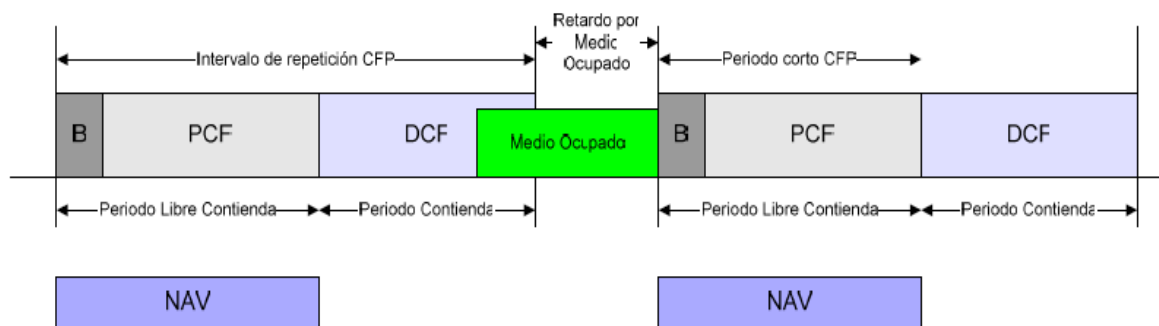 Retardo por
Medic
Ocupado
Intervalo de repetición CFP
Periodo corto CFP
B
PCF
DCF
Medio Ocupado
B
PCF
DCF
Periodo Libre Contienda
Periodo Contienda
Periodo Libre Contienda
Periodo Contienda
NAV
NAV